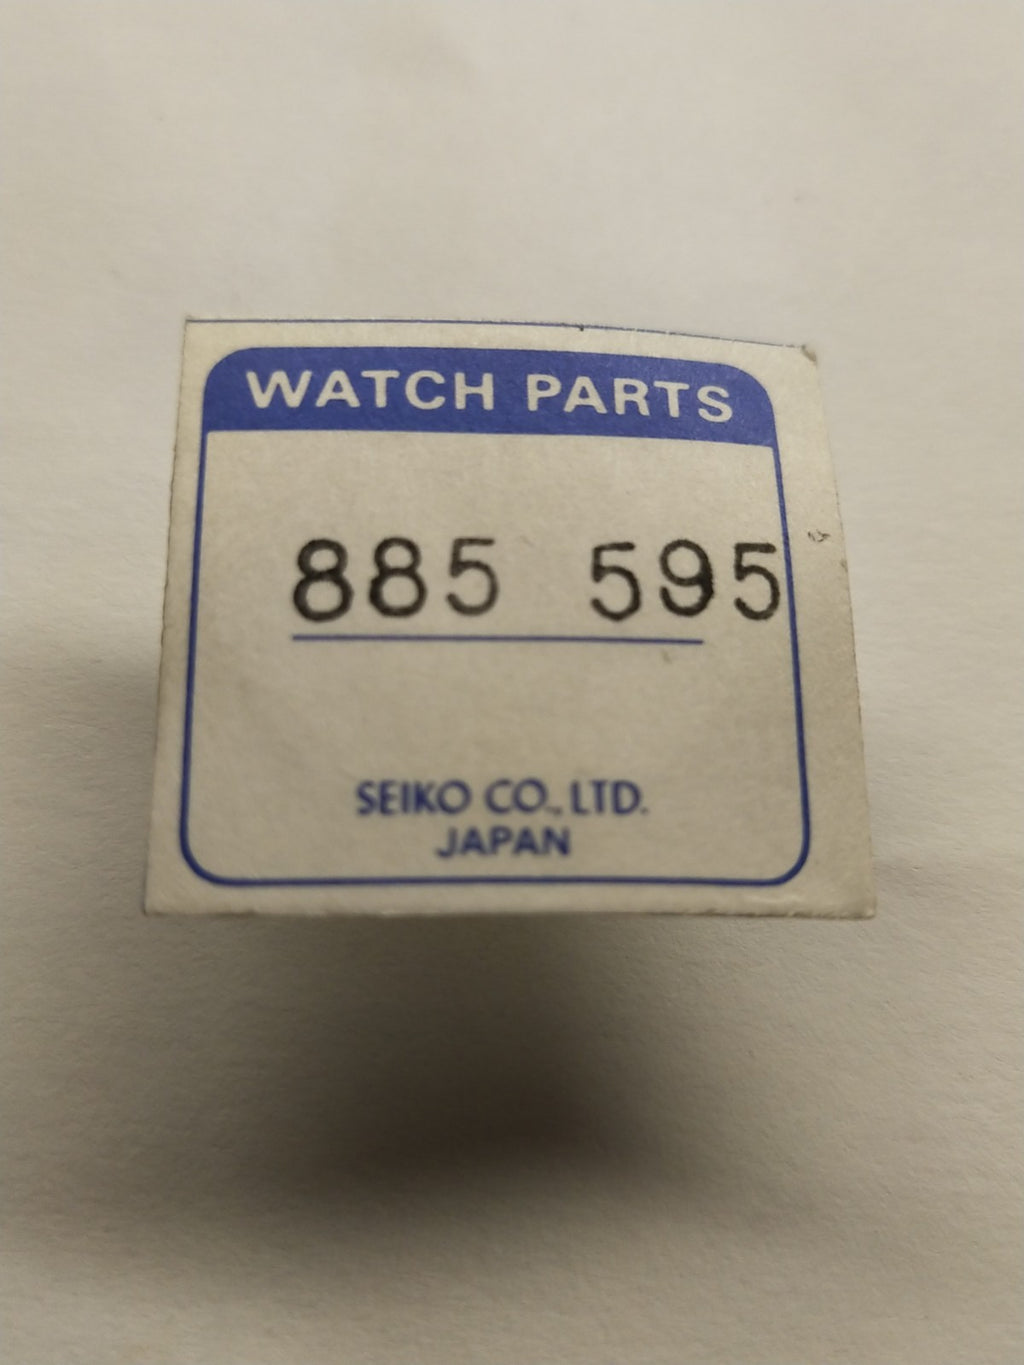 WATCH PARTS
885 595
SEIKO CO., LTD.
JAPAN